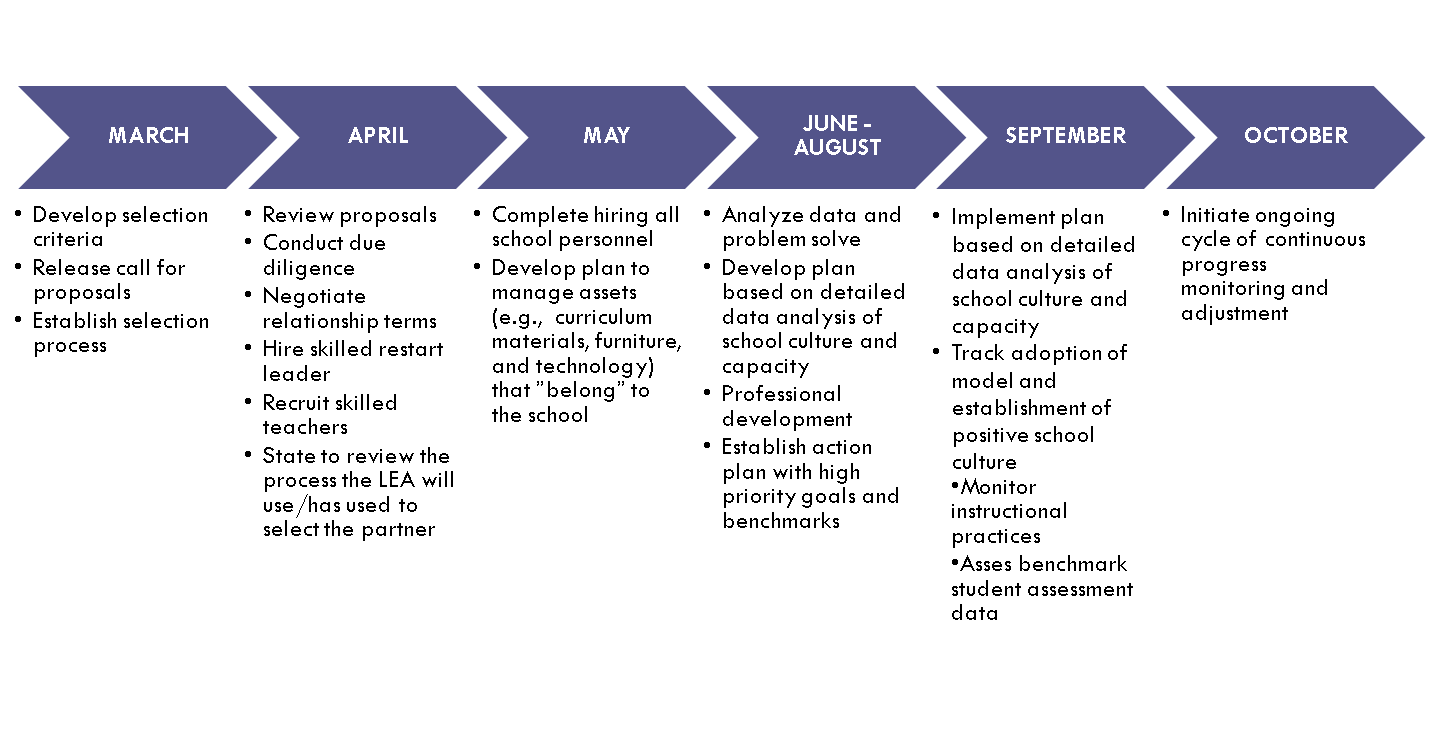 MARCH
• Develop selection
criteria
• Release call for
proposals
• Establish selection
process
APRIL
• Review proposals
• Conduct due
diligence
• Negotiate
relationship terms
• Hire skilled restart
leader
• Recruit skilled
teachers
• State to review the
process the LEA will
use/has used to
select the partner
MAY
• Complete hiring all
school personnel
• Develop plan to
manage assets
(e.g., curriculum
materials, furniture,
and technology)
that ”belong” to
the school
JUNE -
AUGUST
• Analyze data and
problem solve
• Develop plan
based on detailed
data analysis of
school culture and
capacity
• Professional
development
• Establish action
plan with high
priority goals and
benchmarks
SEPTEMBER
• Implement plan
based on detailed
data analysis of
school culture and
capacity
• Track adoption of
model and
establishment of
positive school
culture
•Monitor
instructional
practices
•Asses benchmark
student assessment
data
OCTOBER
• Initiate ongoing
cycle of continuous
progress
monitoring and
adjustment